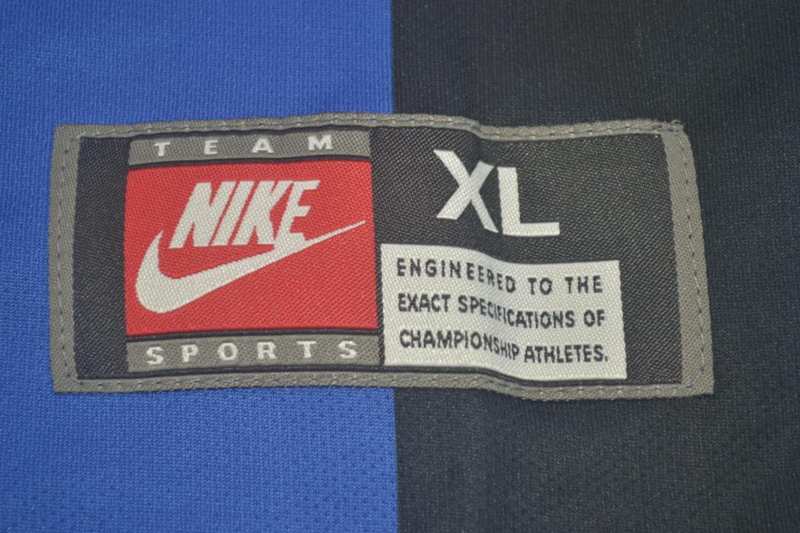 TEAM
NIKE
SPORTS
XL
ENGINEERED TO THE
EXACT SPECIFICATIONS OF
CHAMPIONSHIP ATHLETES.